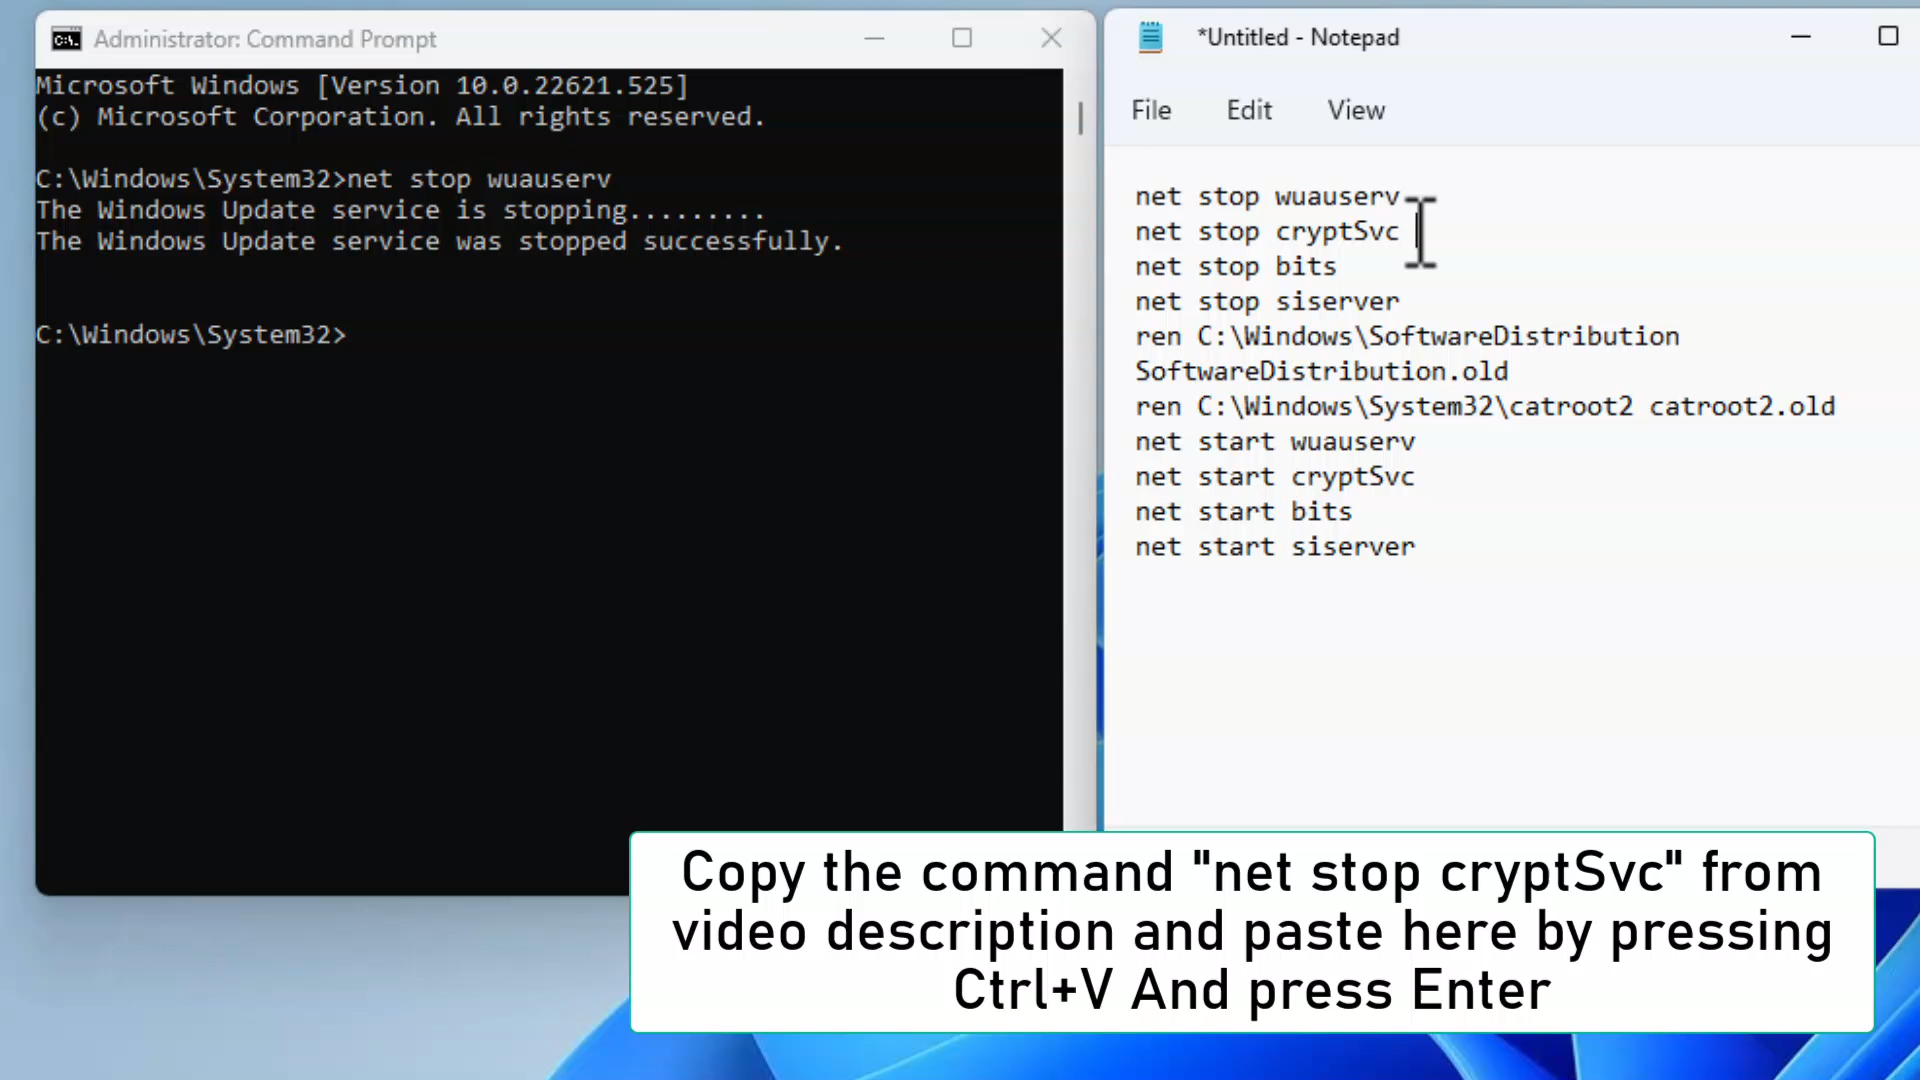 Administrator: Command Prompt
Microsoft Windows [Version 10.0.22621.525]
(c) Microsoft Corporation. All rights reserved.
C:\Windows\System32>net stop wuauserv
The Windows Update service is stopping.........
The Windows Update service was stopped successfully.
C:\Windows\System32>
*Untitled - Notepad
File Edit View
net stop wuauserv
net stop cryptSvc
net stop bits
net stop siserver
ren C:\Windows\SoftwareDistribution
SoftwareDistribution.old
ren C:\Windows\System32\catroot2 catroot2.old
net start wuauserv
net start cryptSvc
net start bits
net start siserver
Copy the command "net stop cryptSvc" from
video description and paste here by pressing
Ctrl+V And press Enter